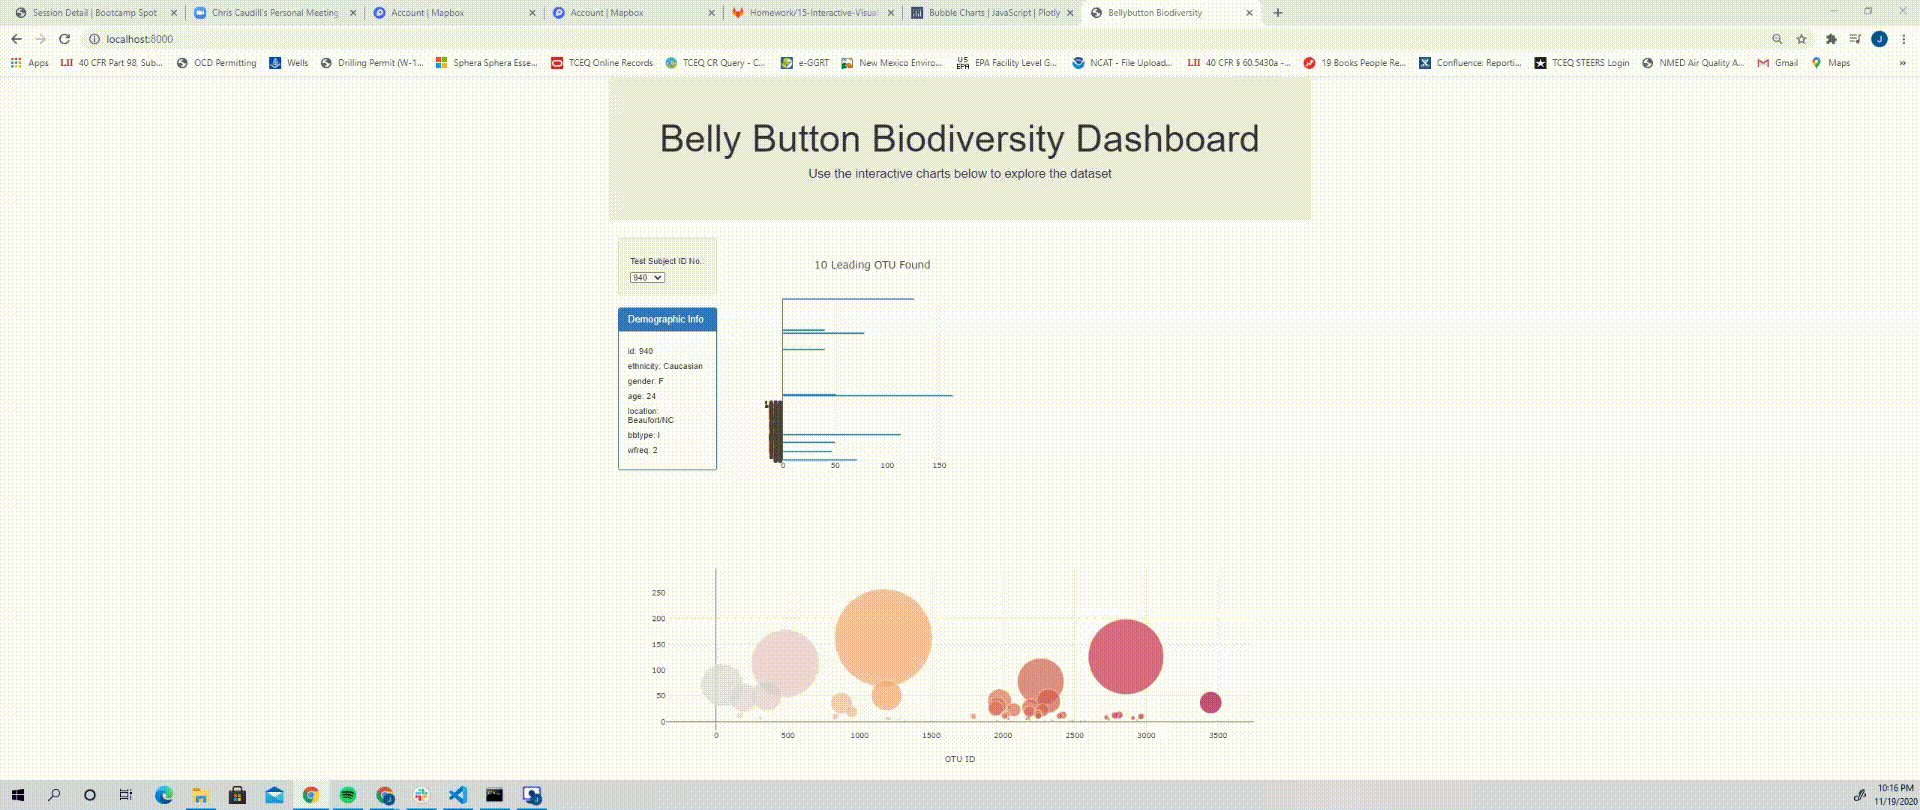 Session Detail | Bootcamp Spot
Chris Caudill's Personal Meeting
Account | Mapbox
Account | Mapbox
Homework/15-Interactive-Visual
Bubble Charts | JavaScript | Plotly
Bellybutton Biodiversity
localhost:8000
J
Apps
LII 40 CFR Part 98, Sub...
OCD Permitting
Wells
Drilling Permit (W-1...
Sphera Sphera Esse...
TCEQ Online Records
TCEQ CR Query - C...
e-GGRT
New Mexico Enviro...
US EPA EPA Facility Level G...
NCAT - File Upload...
LII 40 CFR § 60.5430a -...
19 Books People Re...
Confluence: Reporti...
TCEQ STEERS Login
NMED Air Quality A...
Gmail
Maps
»
Belly Button Biodiversity Dashboard
Use the interactive charts below to explore the dataset
Test Subject ID No.:
940
Demographic Info
id: 940
ethnicity: Caucasian
gender: F
age: 24
location:
Beaufort/NC
bbtype: I
wfreq: 2
10 Leading OTU Found
0 50 100 150
250
200
150
100
50
0
0 500 1000 1500 2000 2500 3000 3500
OTU ID
10:16 PM
11/19/2020